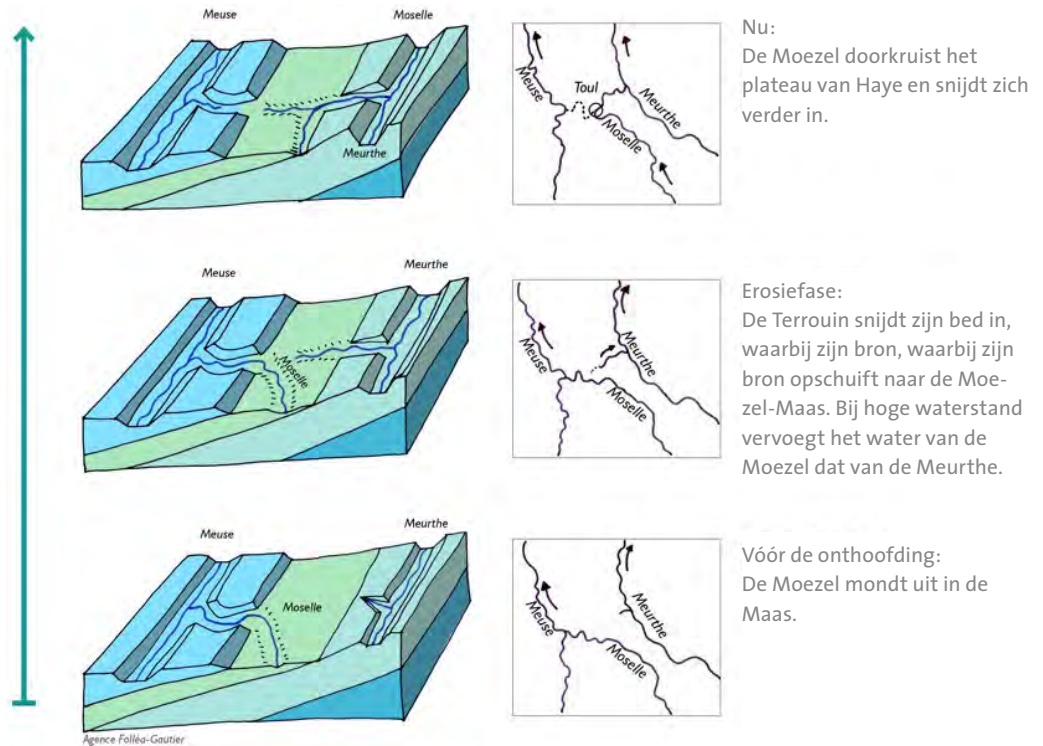 Meuse
Moselle
Meurthe
Meuse
Toul
Meurthe
Moselle
Nu:
De Moezel doorkruist het
plateau van Haye en snijdt zich
verder in.
Meuse
Meurthe
Moselle
Meuse
Meurthe
Moselle
Erosiefase:
De Terrouin snijdt zijn bed in,
waarbij zijn bron, waarbij zijn
bron opschuift naar de Moe-
zel-Maas. Bij hoge waterstand
vervoegt het water van de
Moezel dat van de Meurthe.
Meuse
Meurthe
Moselle
Meuse
Meurthe
Moselle
Vóór de onthoofding:
De Moezel mondt uit in de
Maas.
Agence Folléa-Gautier